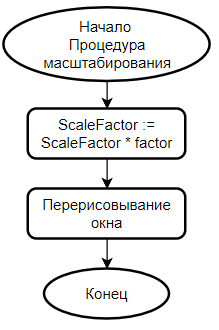 Начало
Процедура
масштабирования
ScaleFactor :=
ScaleFactor * factor
Перерисовывание
окна
Конец